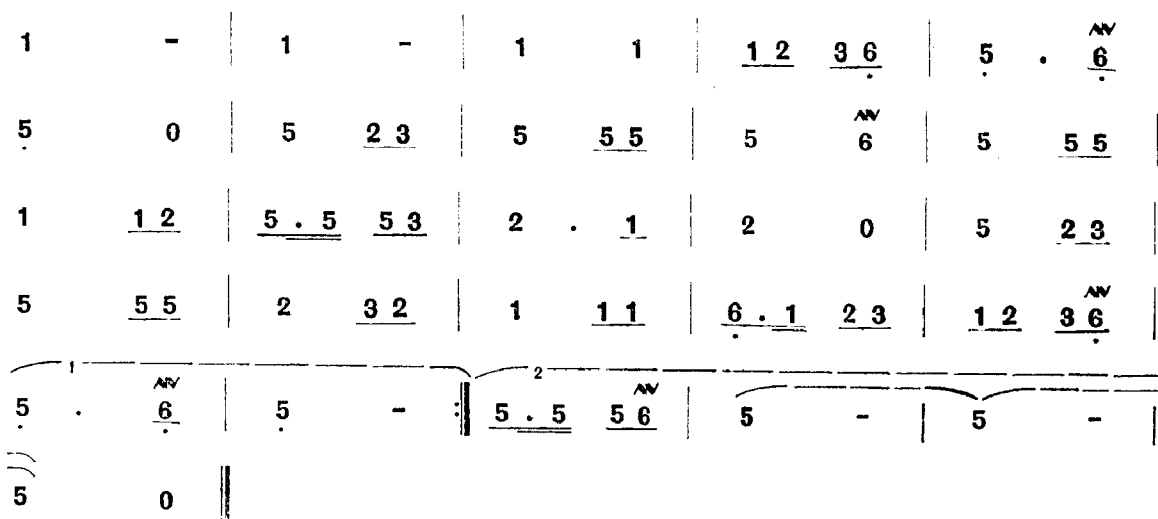 1 - | 1 - | 1 1 | 1 2 3 6̣ | 5̣ . 6̣
5̣ 0 | 5 2 3 | 5 5 5 | 5 6 | 5 5 5 |
1 1 2 | 5 . 5 5 3 | 2 . 1 | 2 0 | 5 2 3
5 5 5 | 2 3 2 | 1 1 1 | 6̣ . 1 2 3 | 1 2 3 6̣ |
1 2
5̣ . 6̣ | 5̣ - :‖ 5 . 5 5 6 | 5 - | 5 - |
5 0 ‖